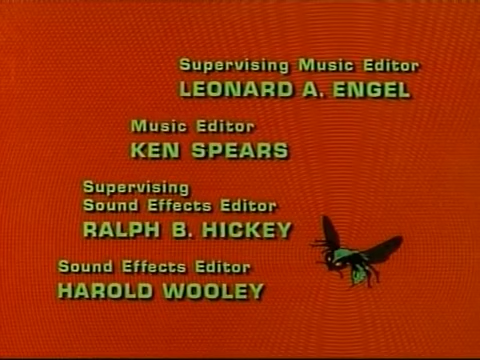 Supervising Music Editor
LEONARD A. ENGEL
Music Editor
KEN SPEARS
Supervising
Sound Effects Editor
RALPH B. HICKEY
Sound Effects Editor
HAROLD WOOLEY